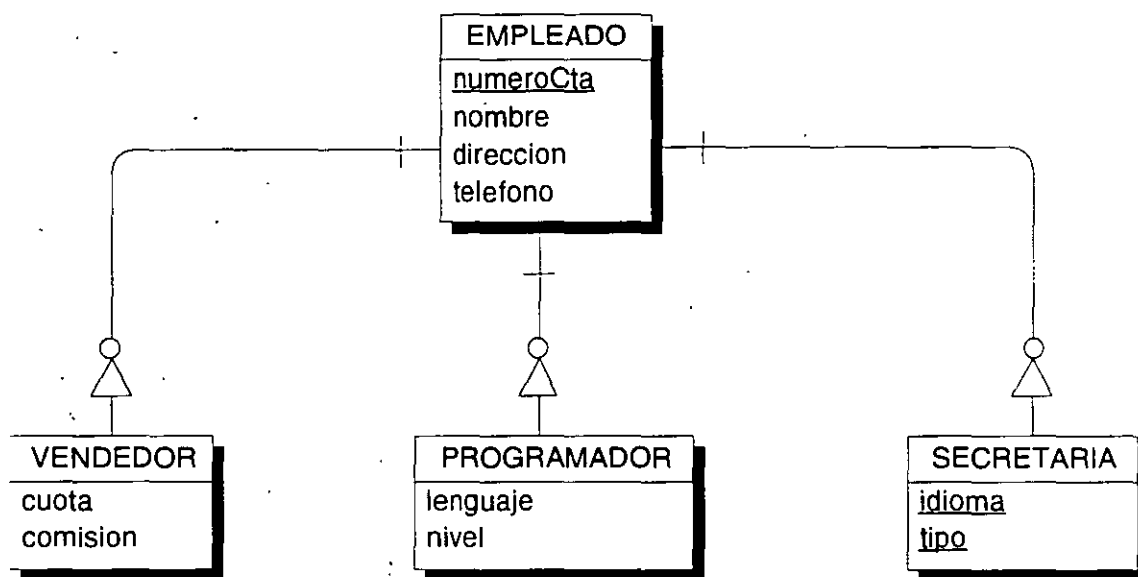 EMPLEADO
numeroCta
nombre
direccion
telefono
VENDEDOR
cuota
comision
PROGRAMADOR
lenguaje
nivel
SECRETARIA
idioma
tipo